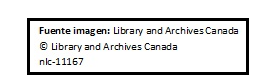 Fuente imagen: Library and Archives Canada
© Library and Archives Canada
nlc-11167